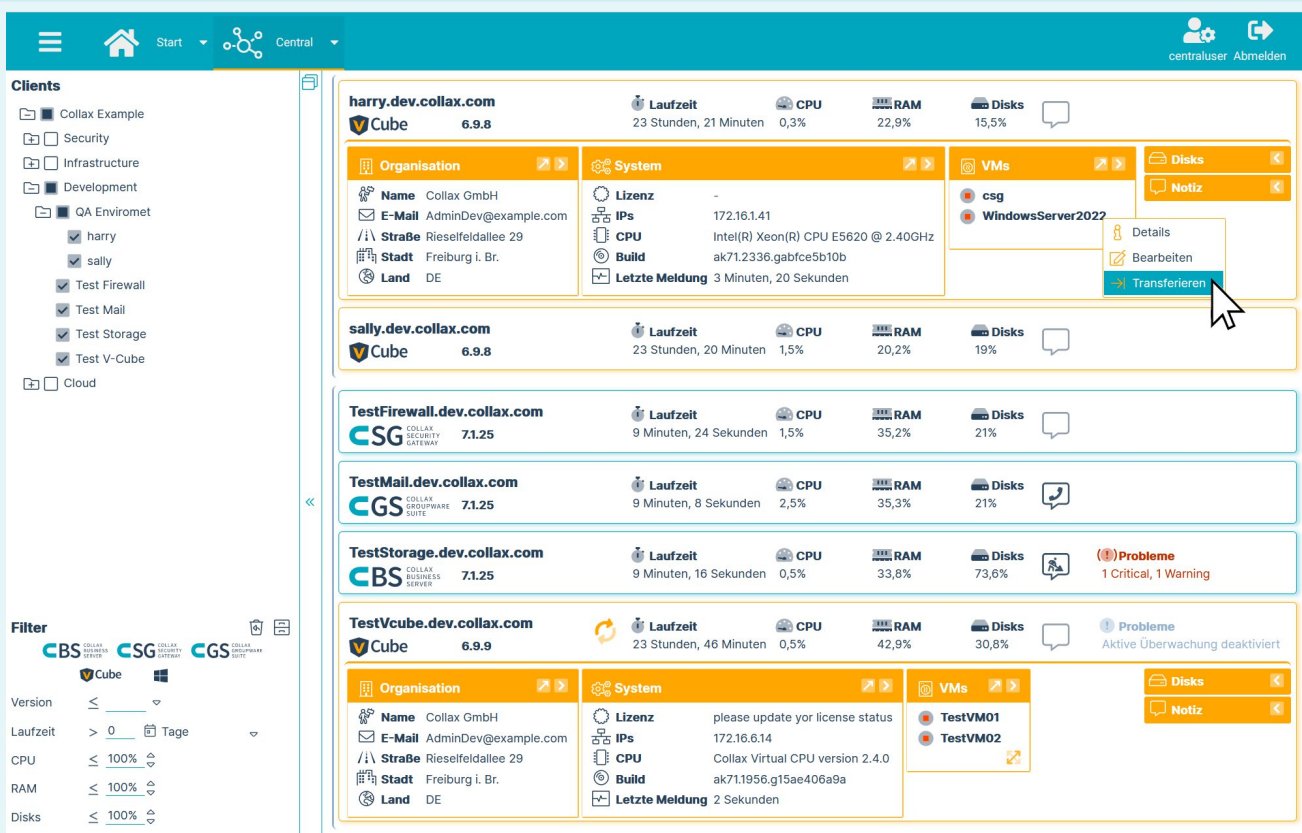 Start
Central
centraluser Abmelden
Clients
Collax Example
Security
Infrastructure
Development
QA Enviromet
harry
sally
Test Firewall
Test Mail
Test Storage
Test V-Cube
Cloud
Filter
CBS COLLAX BUSINESS SERVER CSG COLLAX SECURITY GATEWAY CGS COLLAX GROUPWARE SUITE
V Cube
Version ≤
Laufzeit > 0 Tage
CPU ≤ 100%
RAM ≤ 100%
Disks ≤ 100%
«
harry.dev.collax.com Laufzeit CPU RAM Disks
V Cube 6.9.8 23 Stunden, 21 Minuten 0,3% 22,9% 15,5%
Organisation
Name Collax GmbH
E-Mail AdminDev@example.com
Straße Rieselfeldallee 29
Stadt Freiburg i. Br.
Land DE
System
Lizenz -
IPs 172.16.1.41
CPU Intel(R) Xeon(R) CPU E5620 @ 2.40GHz
Build ak71.2336.gabfce5b10b
Letzte Meldung 3 Minuten, 20 Sekunden
VMs
csg
WindowsServer2022
Details
Bearbeiten
Transferieren
Disks
Notiz
sally.dev.collax.com Laufzeit CPU RAM Disks
V Cube 6.9.8 23 Stunden, 20 Minuten 1,5% 20,2% 19%
TestFirewall.dev.collax.com Laufzeit CPU RAM Disks
CSG COLLAX SECURITY GATEWAY 7.1.25 9 Minuten, 24 Sekunden 1,5% 35,2% 21%
TestMail.dev.collax.com Laufzeit CPU RAM Disks
CGS COLLAX GROUPWARE SUITE 7.1.25 9 Minuten, 8 Sekunden 2,5% 35,3% 21%
TestStorage.dev.collax.com Laufzeit CPU RAM Disks Probleme
CBS COLLAX BUSINESS SERVER 7.1.25 9 Minuten, 16 Sekunden 0,5% 33,8% 73,6% 1 Critical, 1 Warning
TestVcube.dev.collax.com Laufzeit CPU RAM Disks Probleme
V Cube 6.9.9 23 Stunden, 46 Minuten 0,5% 42,9% 30,8% Aktive Überwachung deaktiviert
Organisation
Name Collax GmbH
E-Mail AdminDev@example.com
Straße Rieselfeldallee 29
Stadt Freiburg i. Br.
Land DE
System
Lizenz please update yor license status
IPs 172.16.6.14
CPU Collax Virtual CPU version 2.4.0
Build ak71.1956.g15ae406a9a
Letzte Meldung 2 Sekunden
VMs
TestVM01
TestVM02
Disks
Notiz